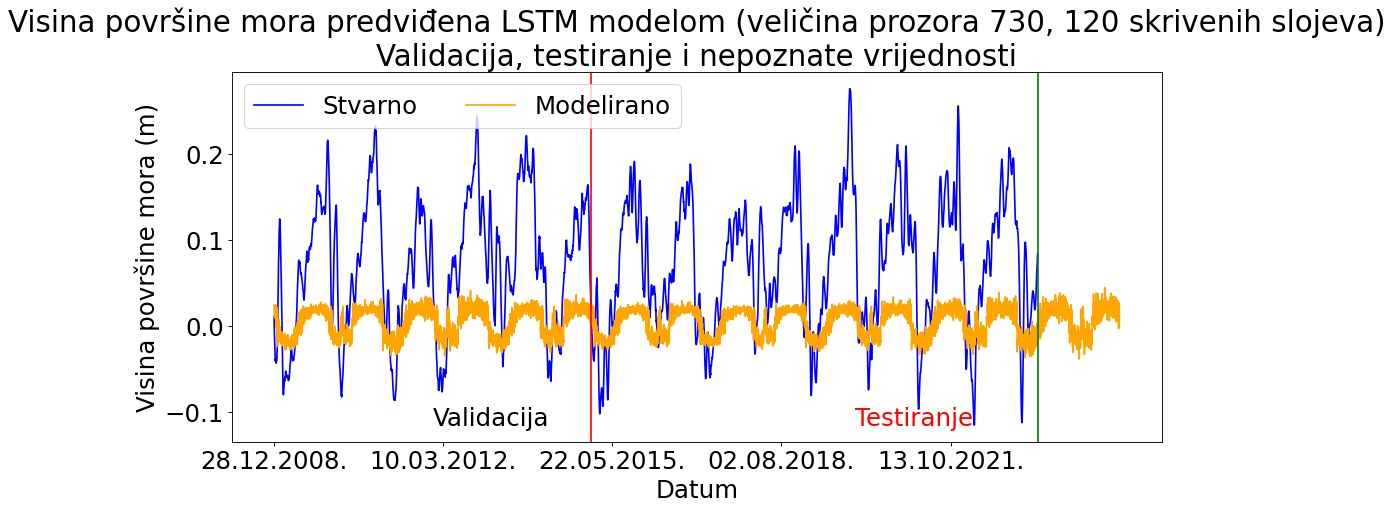 Visina površine mora predviđena LSTM modelom (veličina prozora 730, 120 skrivenih slojeva)
Validacija, testiranje i nepoznate vrijednosti
Stvarno
Modelirano
Visina površine mora (m)
0.2
0.1
0.0
−0.1
Validacija
Testiranje
28.12.2008.
10.03.2012.
22.05.2015.
02.08.2018.
13.10.2021.
Datum